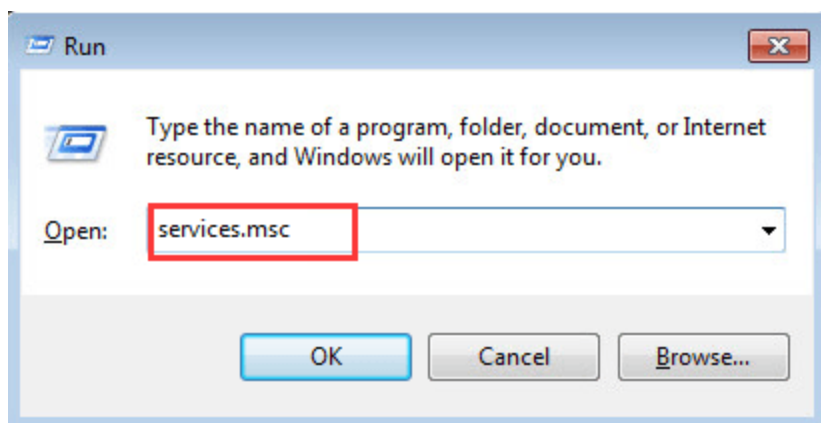 Run
Type the name of a program, folder, document, or Internet
resource, and Windows will open it for you.
Open: services.msc
OK Cancel Browse...